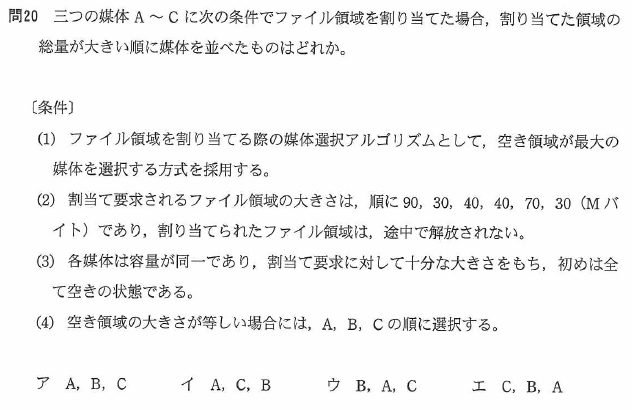 問20 三つの媒体A～Cに次の条件でファイル領域を割り当てた場合，割り当てた領域の
総量が大きい順に媒体を並べたものはどれか。
〔条件〕
(1) ファイル領域を割り当てる際の媒体選択アルゴリズムとして，空き領域が最大の
媒体を選択する方式を採用する。
(2) 割当て要求されるファイル領域の大きさは，順に 90，30，40，40，70，30（Mバ
イト）であり，割り当てられたファイル領域は，途中で解放されない。
(3) 各媒体は容量が同一であり，割当て要求に対して十分な大きさをもち，初めは全
て空きの状態である。
(4) 空き領域の大きさが等しい場合には，A，B，Cの順に選択する。
ア A，B，C イ A，C，B ウ B，A，C エ C，B，A